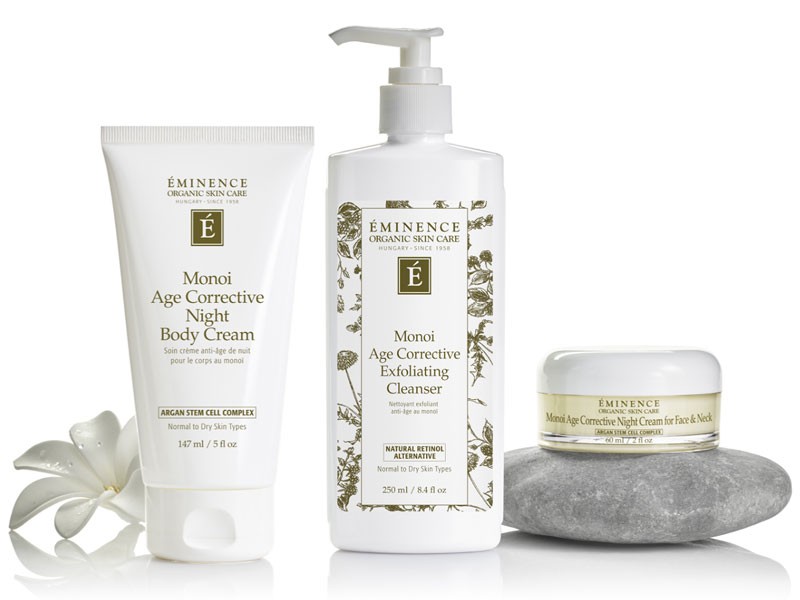 ÉMINENCE
ORGANIC SKIN CARE
HUNGARY–SINCE 1958
É
Monoi
Age Corrective
Night
Body Cream
Soin crème anti-âge de nuit
pour le corps au monoi
ARGAN STEM CELL COMPLEX
Normal to Dry Skin Types
147 ml / 5 fl oz
ÉMINENCE
ORGANIC SKIN CARE
HUNGARY–SINCE 1958
É
Monoi
Age Corrective
Exfoliating
Cleanser
Nettoyant exfoliant
anti-âge au monoi
NATURAL RETINOL
ALTERNATIVE
Normal to Dry Skin Types
250 ml / 8.4 fl oz
ÉMINENCE
ORGANIC SKIN CARE
Monoi Age Corrective Night Cream for Face & Neck
ARGAN STEM CELL COMPLEX
60 ml / 2 fl oz